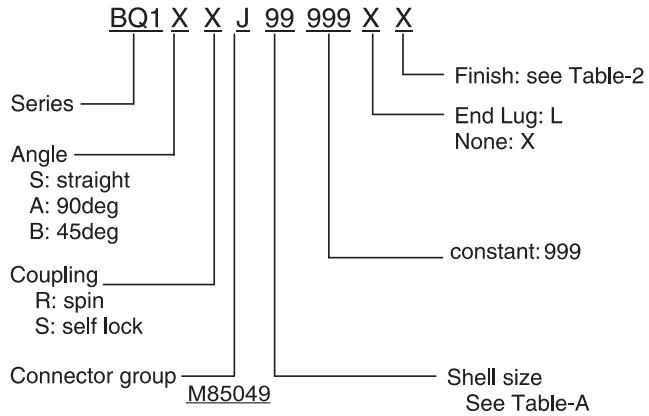 BQ1 X X J 99 999 X X
Finish: see Table-2
Series
End Lug: L
None: X
Angle
S: straight
A: 90deg
B: 45deg
constant: 999
Coupling
R: spin
S: self lock
Connector group
M85049
Shell size
See Table-A